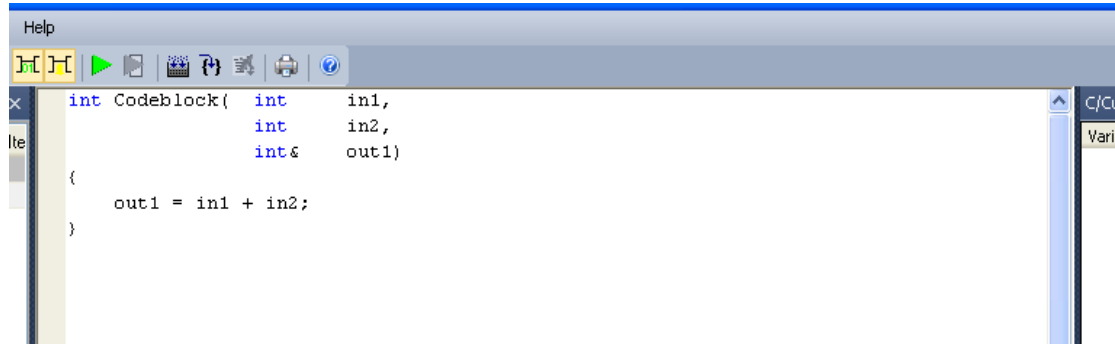 Help
int Codeblock( int in1,
int in2,
int& out1)
{
out1 = in1 + in2;
}